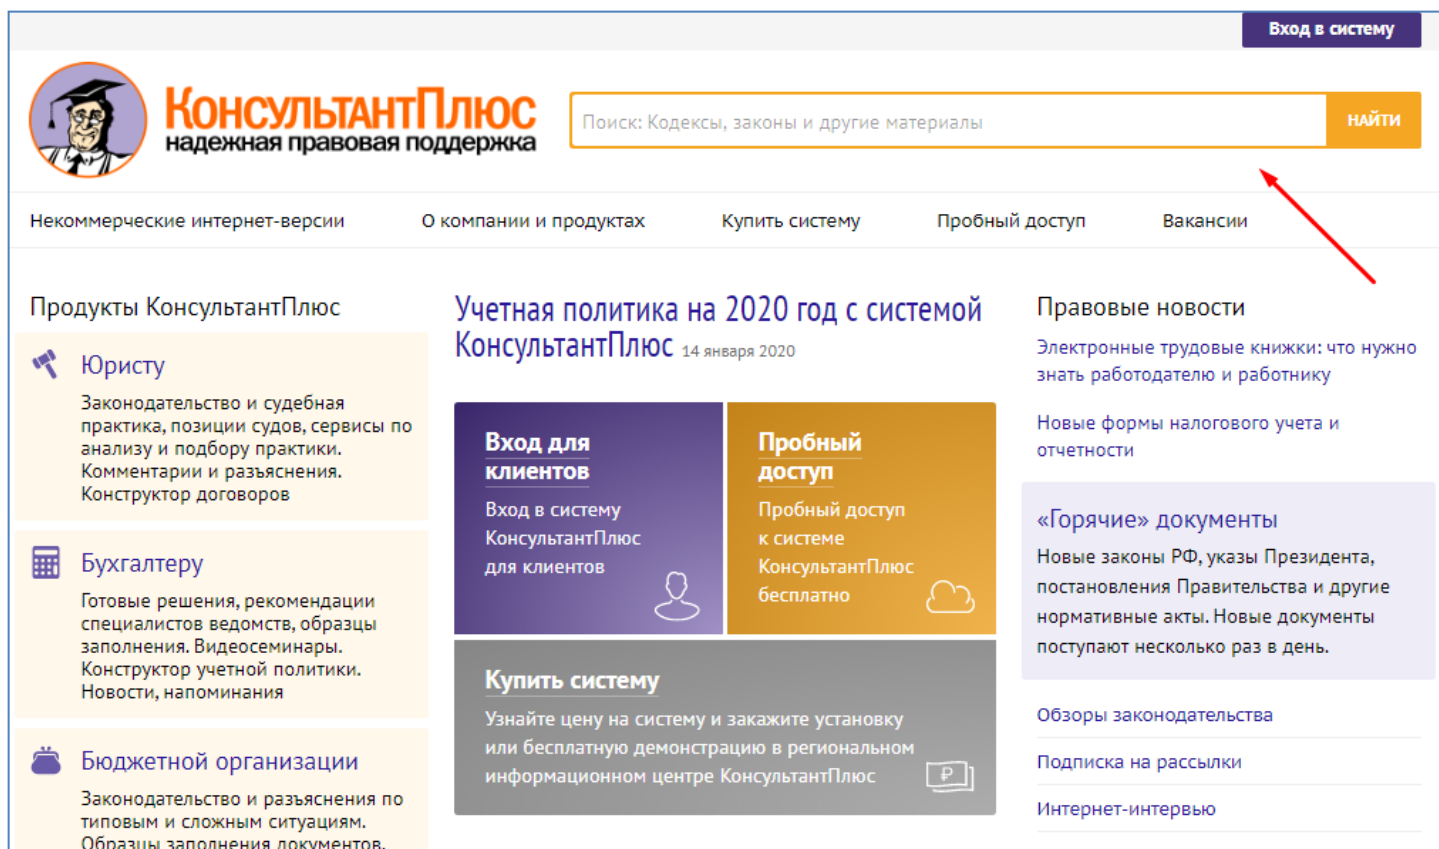 Вход в систему
КонсультантПлюс
надежная правовая поддержка
Поиск: Кодексы, законы и другие материалы
НАЙТИ
Некоммерческие интернет-версии
О компании и продуктах
Купить систему
Пробный доступ
Вакансии
Продукты КонсультантПлюс
Юристу
Законодательство и судебная
практика, позиции судов, сервисы по
анализу и подбору практики.
Комментарии и разъяснения.
Конструктор договоров
Бухгалтеру
Готовые решения, рекомендации
специалистов ведомств, образцы
заполнения. Видеосеминары.
Конструктор учетной политики.
Новости, напоминания
Бюджетной организации
Законодательство и разъяснения по
типовым и сложным ситуациям.
Образцы заполнения документов.
Учетная политика на 2020 год с системой
КонсультантПлюс 14 января 2020
Вход для
клиентов
Вход в систему
КонсультантПлюс
для клиентов
Пробный
доступ
Пробный доступ
к системе
КонсультантПлюс
бесплатно
Купить систему
Узнайте цену на систему и закажите установку
или бесплатную демонстрацию в региональном
информационном центре КонсультантПлюс
₽
Правовые новости
Электронные трудовые книжки: что нужно
знать работодателю и работнику
Новые формы налогового учета и
отчетности
«Горячие» документы
Новые законы РФ, указы Президента,
постановления Правительства и другие
нормативные акты. Новые документы
поступают несколько раз в день.
Обзоры законодательства
Подписка на рассылки
Интернет-интервью